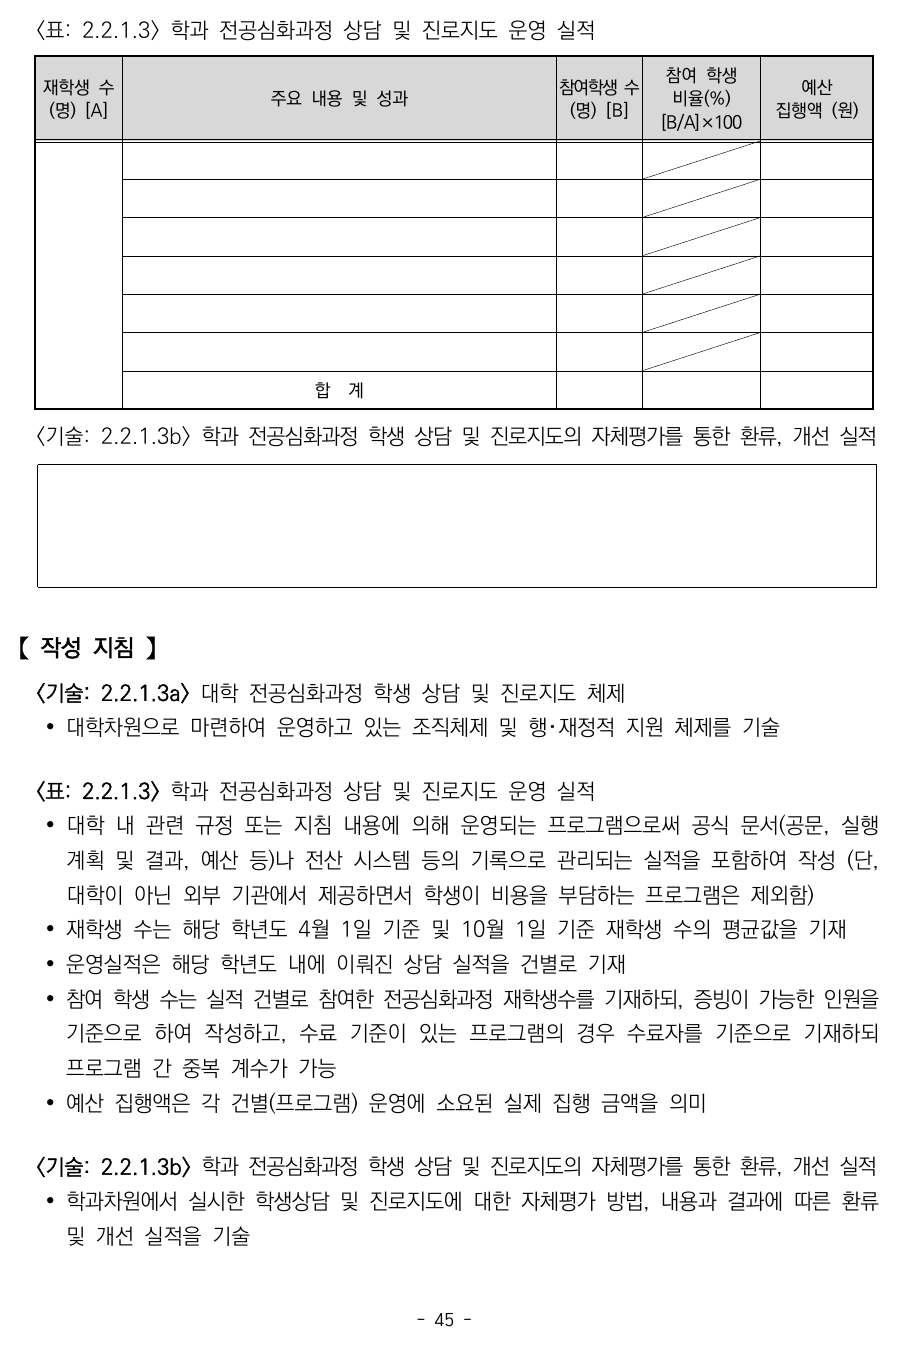 〈표: 2.2.1.3〉 학과 전공심화과정 상담 및 진로지도 운영 실적
재학생 수
(명) [A]
주요 내용 및 성과
참여학생 수
(명) [B]
참여 학생
비율(%)
[B/A]×100
예산
집행액 (원)
합 계
〈기술: 2.2.1.3b〉 학과 전공심화과정 학생 상담 및 진로지도의 자체평가를 통한 환류, 개선 실적
【 작성 지침 】
〈기술: 2.2.1.3a〉 대학 전공심화과정 학생 상담 및 진로지도 체제
• 대학차원으로 마련하여 운영하고 있는 조직체제 및 행·재정적 지원 체제를 기술
〈표: 2.2.1.3〉 학과 전공심화과정 상담 및 진로지도 운영 실적
• 대학 내 관련 규정 또는 지침 내용에 의해 운영되는 프로그램으로써 공식 문서(공문, 실행
계획 및 결과, 예산 등)나 전산 시스템 등의 기록으로 관리되는 실적을 포함하여 작성 (단,
대학이 아닌 외부 기관에서 제공하면서 학생이 비용을 부담하는 프로그램은 제외함)
• 재학생 수는 해당 학년도 4월 1일 기준 및 10월 1일 기준 재학생 수의 평균값을 기재
• 운영실적은 해당 학년도 내에 이뤄진 상담 실적을 건별로 기재
• 참여 학생 수는 실적 건별로 참여한 전공심화과정 재학생수를 기재하되, 증빙이 가능한 인원을
기준으로 하여 작성하고, 수료 기준이 있는 프로그램의 경우 수료자를 기준으로 기재하되
프로그램 간 중복 계수가 가능
• 예산 집행액은 각 건별(프로그램) 운영에 소요된 실제 집행 금액을 의미
〈기술: 2.2.1.3b〉 학과 전공심화과정 학생 상담 및 진로지도의 자체평가를 통한 환류, 개선 실적
• 학과차원에서 실시한 학생상담 및 진로지도에 대한 자체평가 방법, 내용과 결과에 따른 환류
및 개선 실적을 기술
- 45 -